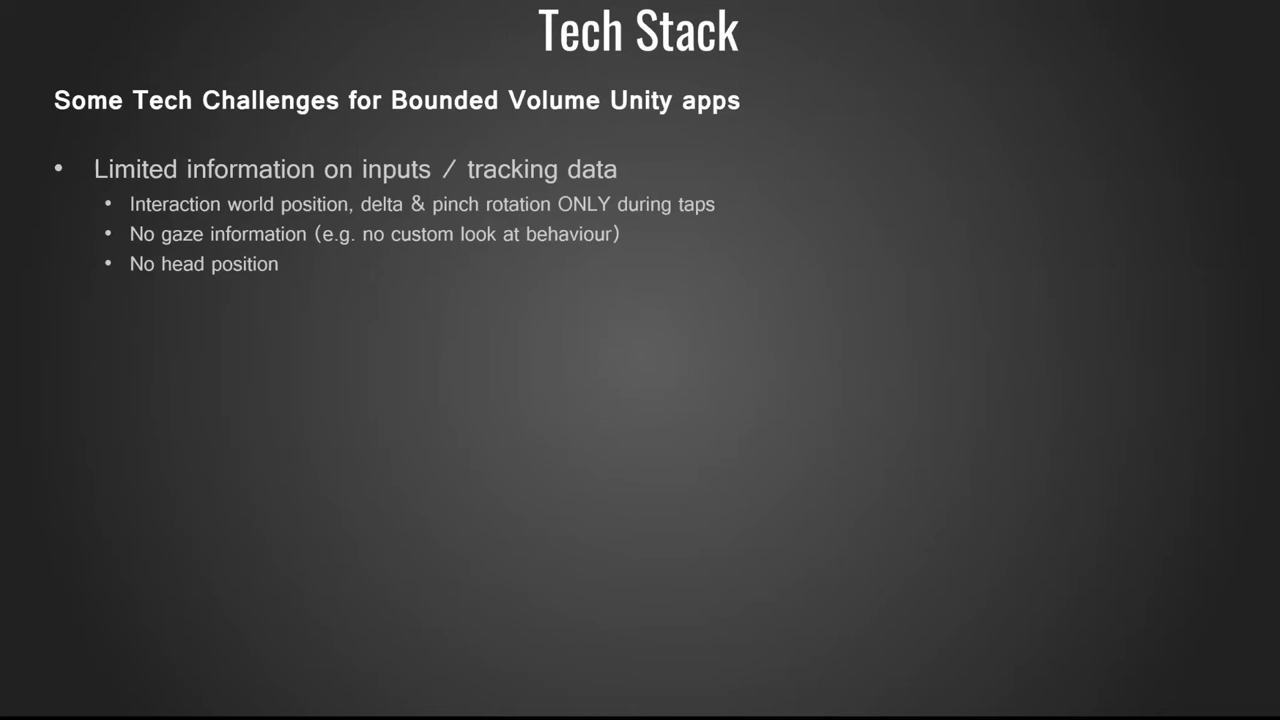 Tech Stack
Some Tech Challenges for Bounded Volume Unity apps
• Limited information on inputs / tracking data
• Interaction world position, delta & pinch rotation ONLY during taps
• No gaze information (e.g. no custom look at behaviour)
• No head position